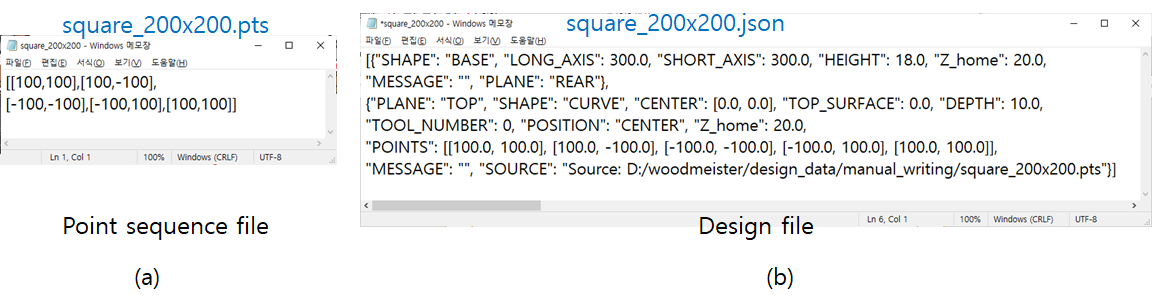 square_200x200.pts
square_200x200 - Windows 메모장
파일(F) 편집(E) 서식(O) 보기(V) 도움말(H)
[[100,100],[100,-100],
[-100,-100],[-100,100],[100,100]]
Ln 1, Col 1 100% Windows (CRLF) UTF-8
Point sequence file
(a)
square_200x200.json
*square_200x200 - Windows 메모장
파일(F) 편집(E) 서식(O) 보기(V) 도움말(H)
[{"SHAPE": "BASE", "LONG_AXIS": 300.0, "SHORT_AXIS": 300.0, "HEIGHT": 18.0, "Z_home": 20.0,
"MESSAGE": "", "PLANE": "REAR"},
{"PLANE": "TOP", "SHAPE": "CURVE", "CENTER": [0.0, 0.0], "TOP_SURFACE": 0.0, "DEPTH": 10.0,
"TOOL_NUMBER": 0, "POSITION": "CENTER", "Z_home": 20.0,
"POINTS": [[100.0, 100.0], [100.0, -100.0], [-100.0, -100.0], [-100.0, 100.0], [100.0, 100.0]],
"MESSAGE": "", "SOURCE": "Source: D:/woodmeister/design_data/manual_writing/square_200x200.pts"}]
Ln 6, Col 1 100% Windows (CRLF) UTF-8
Design file
(b)